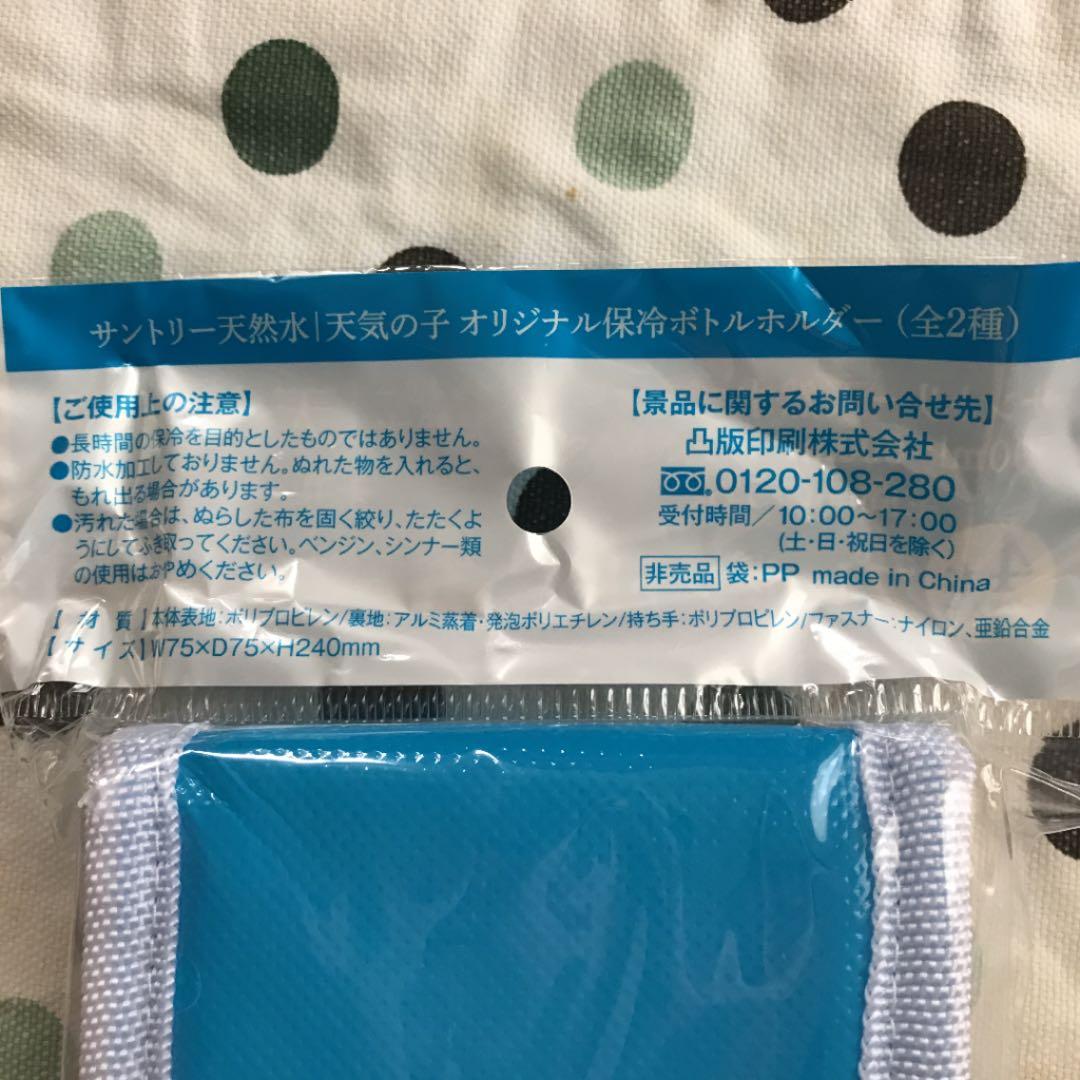 サントリー天然水|天気の子 オリジナル保冷ボトルホルダー（全2種）
【ご使用上の注意】
●長時間の保冷を目的としたものではありません。
●防水加工しておりません。ぬれた物を入れると、
もれ出る場合があります。
●汚れた場合は、ぬらした布を固く絞り、たたくよ
うにしてふき取ってください。ベンジン、シンナー類
の使用はおやめください。
【景品に関するお問い合せ先】
凸版印刷株式会社
0120-108-280
受付時間/10:00〜17:00
(土・日・祝日を除く)
非売品 袋:PP made in China
【材質】本体表地:ポリプロピレン/裏地:アルミ蒸着・発泡ポリエチレン/持ち手:ポリプロピレン/ファスナー:ナイロン、亜鉛合金
【サイズ】W75×D75×H240mm